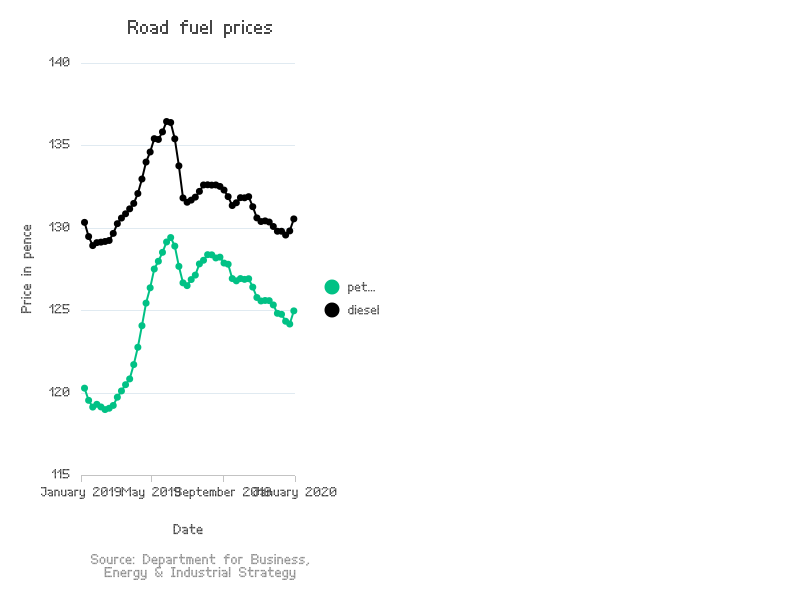 Road fuel prices
140
135
130
125
120
115
Price in pence
January 2019
May 2019
September 2019
January 2020
Date
pet…
diesel
Source: Department for Business,
Energy & Industrial Strategy